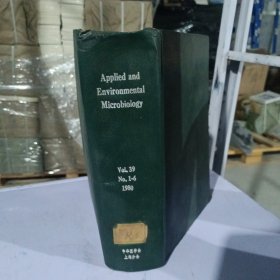 Applied and
Environmental
Microbiology
Vol. 39
No. 1-6
1980